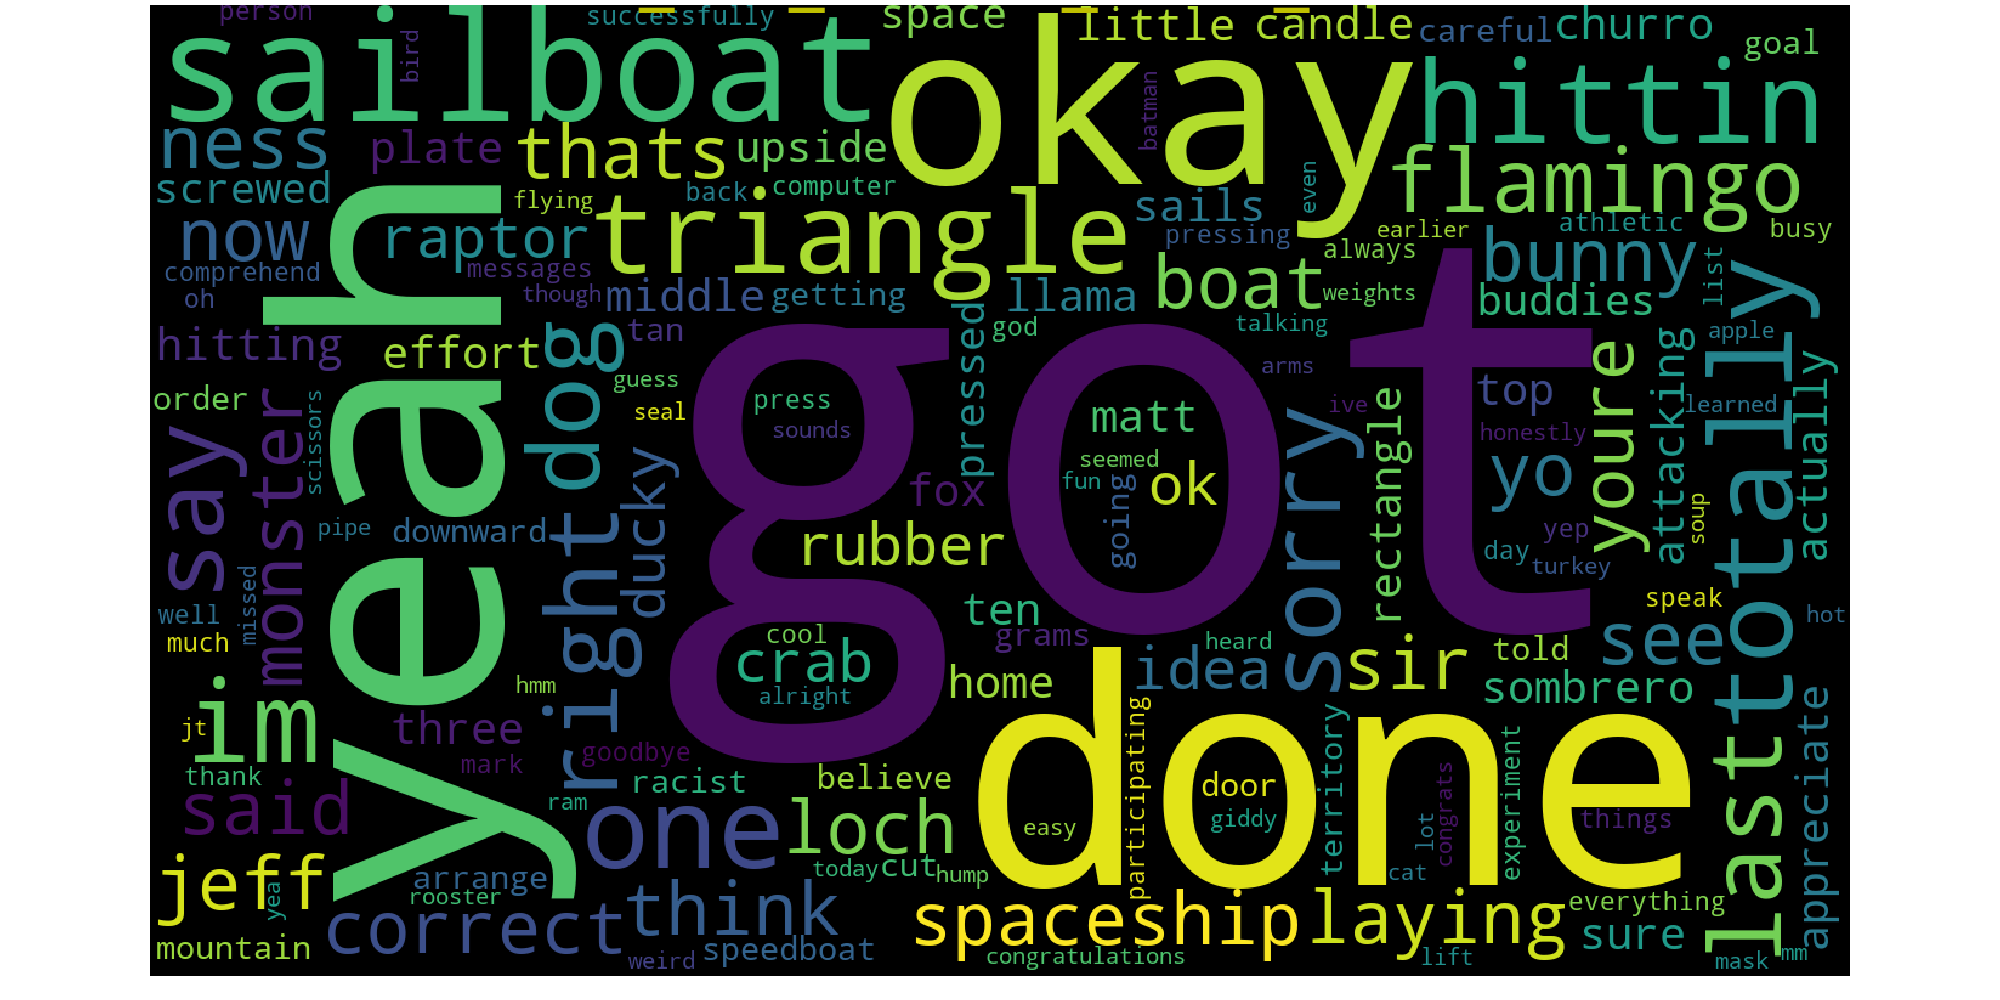 person
successfully
space
little
candle
careful
churro
goal
sailboat
bird
okay
batman
hittin
ness
plate
thats
upside
flamingo
screwed
flying
back
computer
sails
even
athletic
now
raptor
triangle
pressing
earlier
always
busy
comprehend
messages
boat
bunny
list
oh
though
middle
getting
llama
weights
buddies
yeah
hitting
effort
dog
tan
pressed
god
talking
apple
order
guess
arms
youre
attacking
totally
actually
monster
scissors
seal
press
sounds
got
matt
ive
top
learned
say
ducky
fox
seemed
fun
going
ok
sorry
rectangle
honestly
yo
soup
pipe
downward
right
rubber
yep
day
turkey
well
missed
much
ten
grams
cool
heard
speak
hot
crab
alright
home
idea
sir
told
see
sombrero
hmm
im
jt
three
mark
goodbye
done
participating
territory
experiment
last
appreciate
thank
racist
believe
door
giddy
said
ram
one
loch
easy
lot
congrats
things
jeff
yea
arrange
rooster
today
cut
hump
cat
everything
correct
think
spaceship
laying
sure
mountain
weird
speedboat
congratulations
lift
mask
mm